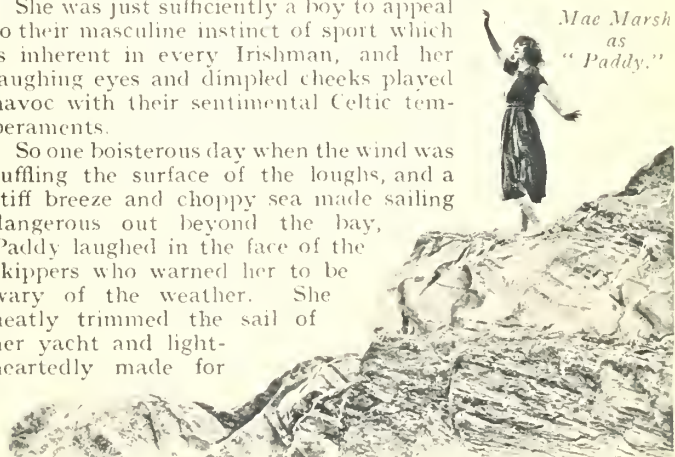 She was just sufficiently a boy to appeal
o their masculine instinct of sport which
s inherent in every Irishman, and her
aughing eyes and dimpled cheeks played
havoc with their sentimental Celtic tem-
peraments.
So one boisterous day when the wind was
uffling the surface of the loughs, and a
stiff breeze and choppy sea made sailing
dangerous out beyond the bay,
Paddy laughed in the face of the
skippers who warned her to be
wary of the weather. She
neatly trimmed the sail of
her yacht and light-
heartedly made for
Mae Marsh
as
"Paddy."